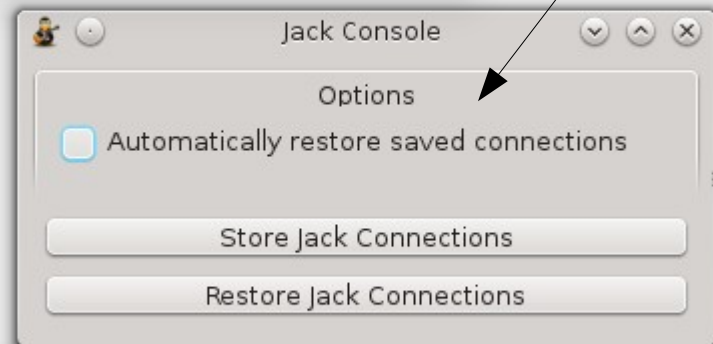 Jack Console
Options
Automatically restore saved connections
Store Jack Connections
Restore Jack Connections